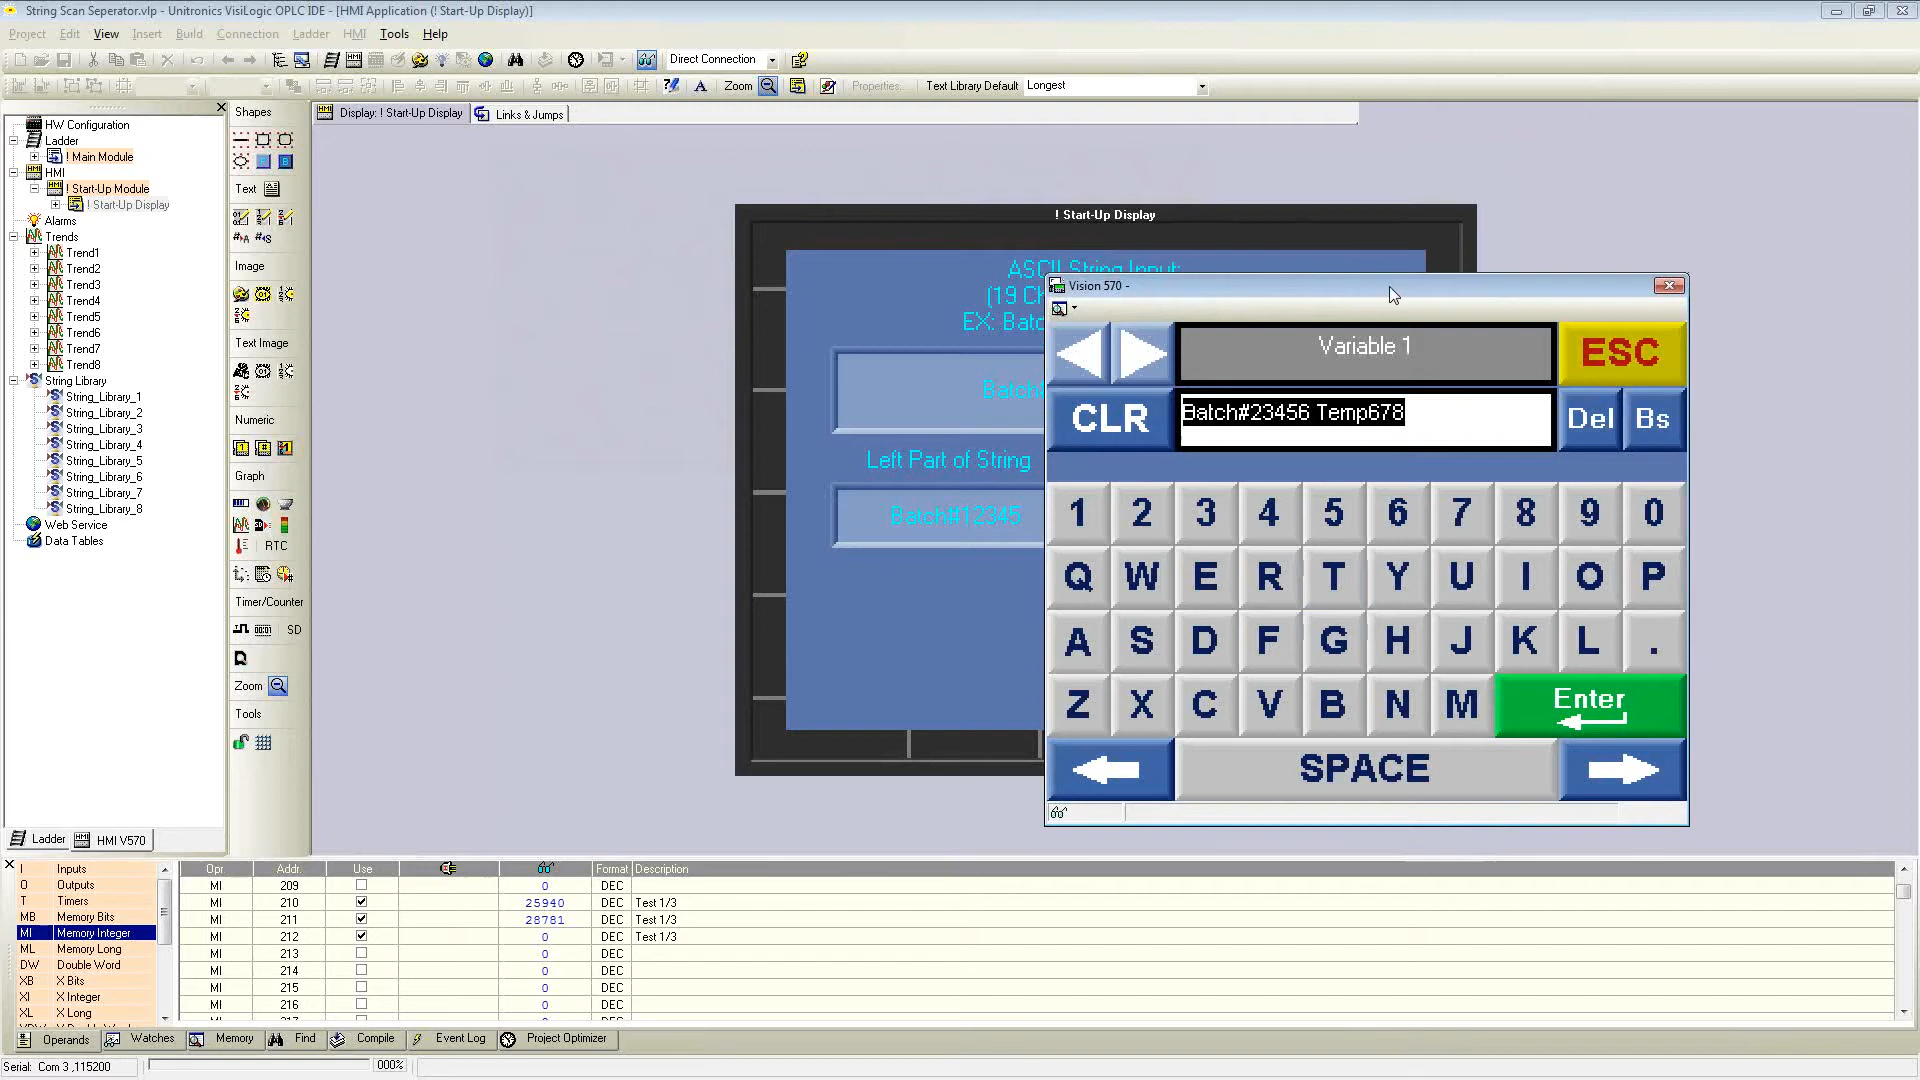 String Scan Seperator.vlp - Unitronics VisiLogic OPLC IDE - [HMI Application (! Start-Up Display)]
Project Edit View Insert Build Connection Ladder HMI Tools Help
Direct Connection
Zoom Properties... Text Library Default Longest
Display: ! Start-Up Display Links & Jumps
HW Configuration
Ladder
! Main Module
HMI
! Start-Up Module
! Start-Up Display
Alarms
Trends
Trend1
Trend2
Trend3
Trend4
Trend5
Trend6
Trend7
Trend8
String Library
String_Library_1
String_Library_2
String_Library_3
String_Library_4
String_Library_5
String_Library_6
String_Library_7
String_Library_8
Web Service
Data Tables
Ladder HMI V570
Shapes
Text
Image
Text Image
Numeric
Graph
RTC
Timer/Counter
SD
Zoom
Tools
! Start-Up Display
ASCII String Input:
(19 Ch
EX: Batc
Batch#
Left Part of String
Batch#12345
Vision 570 -
Variable 1
ESC
CLR
Batch#23456 Temp678
Del Bs
1 2 3 4 5 6 7 8 9 0
Q W E R T Y U I O P
A S D F G H J K L .
Z X C V B N M Enter
SPACE
I Inputs
O Outputs
T Timers
MB Memory Bits
MI Memory Integer
ML Memory Long
DW Double Word
XB X Bits
XI X Integer
XL X Long
Opr Addr. Use Format Description
MI 209 0 DEC
MI 210 25940 DEC Test 1/3
MI 211 28781 DEC Test 1/3
MI 212 0 DEC Test 1/3
MI 213 0 DEC
MI 214 0 DEC
MI 215 0 DEC
MI 216 0 DEC
Operands Watches Memory Find Compile Event Log Project Optimizer
Serial: Com 3 ,115200 000%